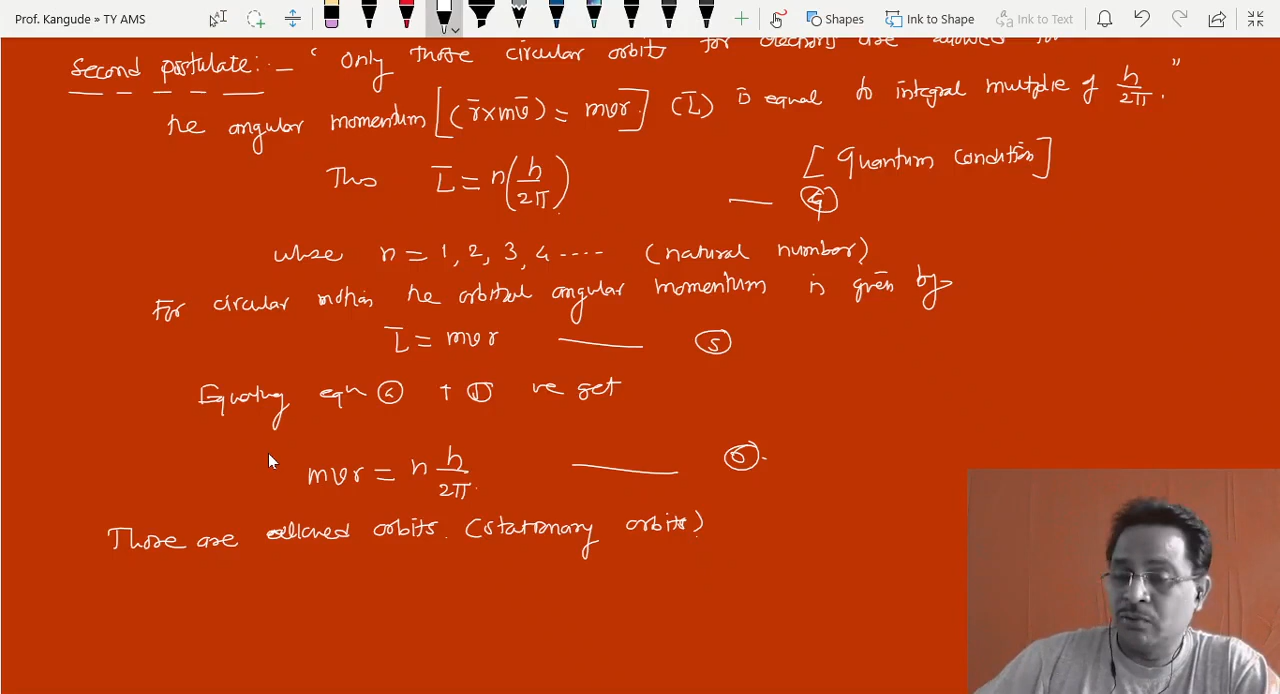 Prof. Kangude » TY AMS
Shapes
Ink to Shape
Ink to Text
Second postulate:- " Only those circular orbits for electrons are allowed for
the angular momentum [(r̄×mv̄) = mvr] (L̄) is equal to integral multiple of h/2π."
Thus L̄ = n(h/2π) [Quantum Condition]
— ④
where n = 1, 2, 3, 4 .... (natural number)
For circular motion the orbital angular momentum is given by
L̄ = mvr — ⑤
Equating eqn ④ + ⑤ we get
mvr = n h/2π — ⑥.
Those are allowed orbits. (stationary orbits)